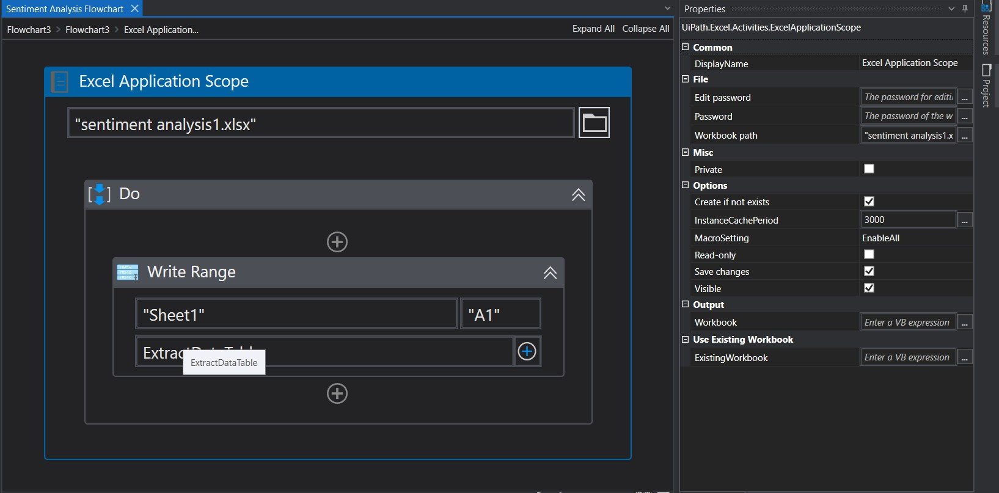 Sentiment Analysis Flowchart
Flowchart3 > Flowchart3 > Excel Application...
Expand All Collapse All
Excel Application Scope
"sentiment analysis1.xlsx"
Do
Write Range
"Sheet1" "A1"
ExtractDataTable
ExtractDataTable
Properties
UiPath.Excel.Activities.ExcelApplicationScope
Common
DisplayName Excel Application Scope
File
Edit password The password for editi ...
Password The password of the w ...
Workbook path "sentiment analysis1.x ...
Misc
Private
Options
Create if not exists
InstanceCachePeriod 3000 ...
MacroSetting EnableAll
Read-only
Save changes
Visible
Output
Workbook Enter a VB expression ...
Use Existing Workbook
ExistingWorkbook Enter a VB expression ...
Resources
Project